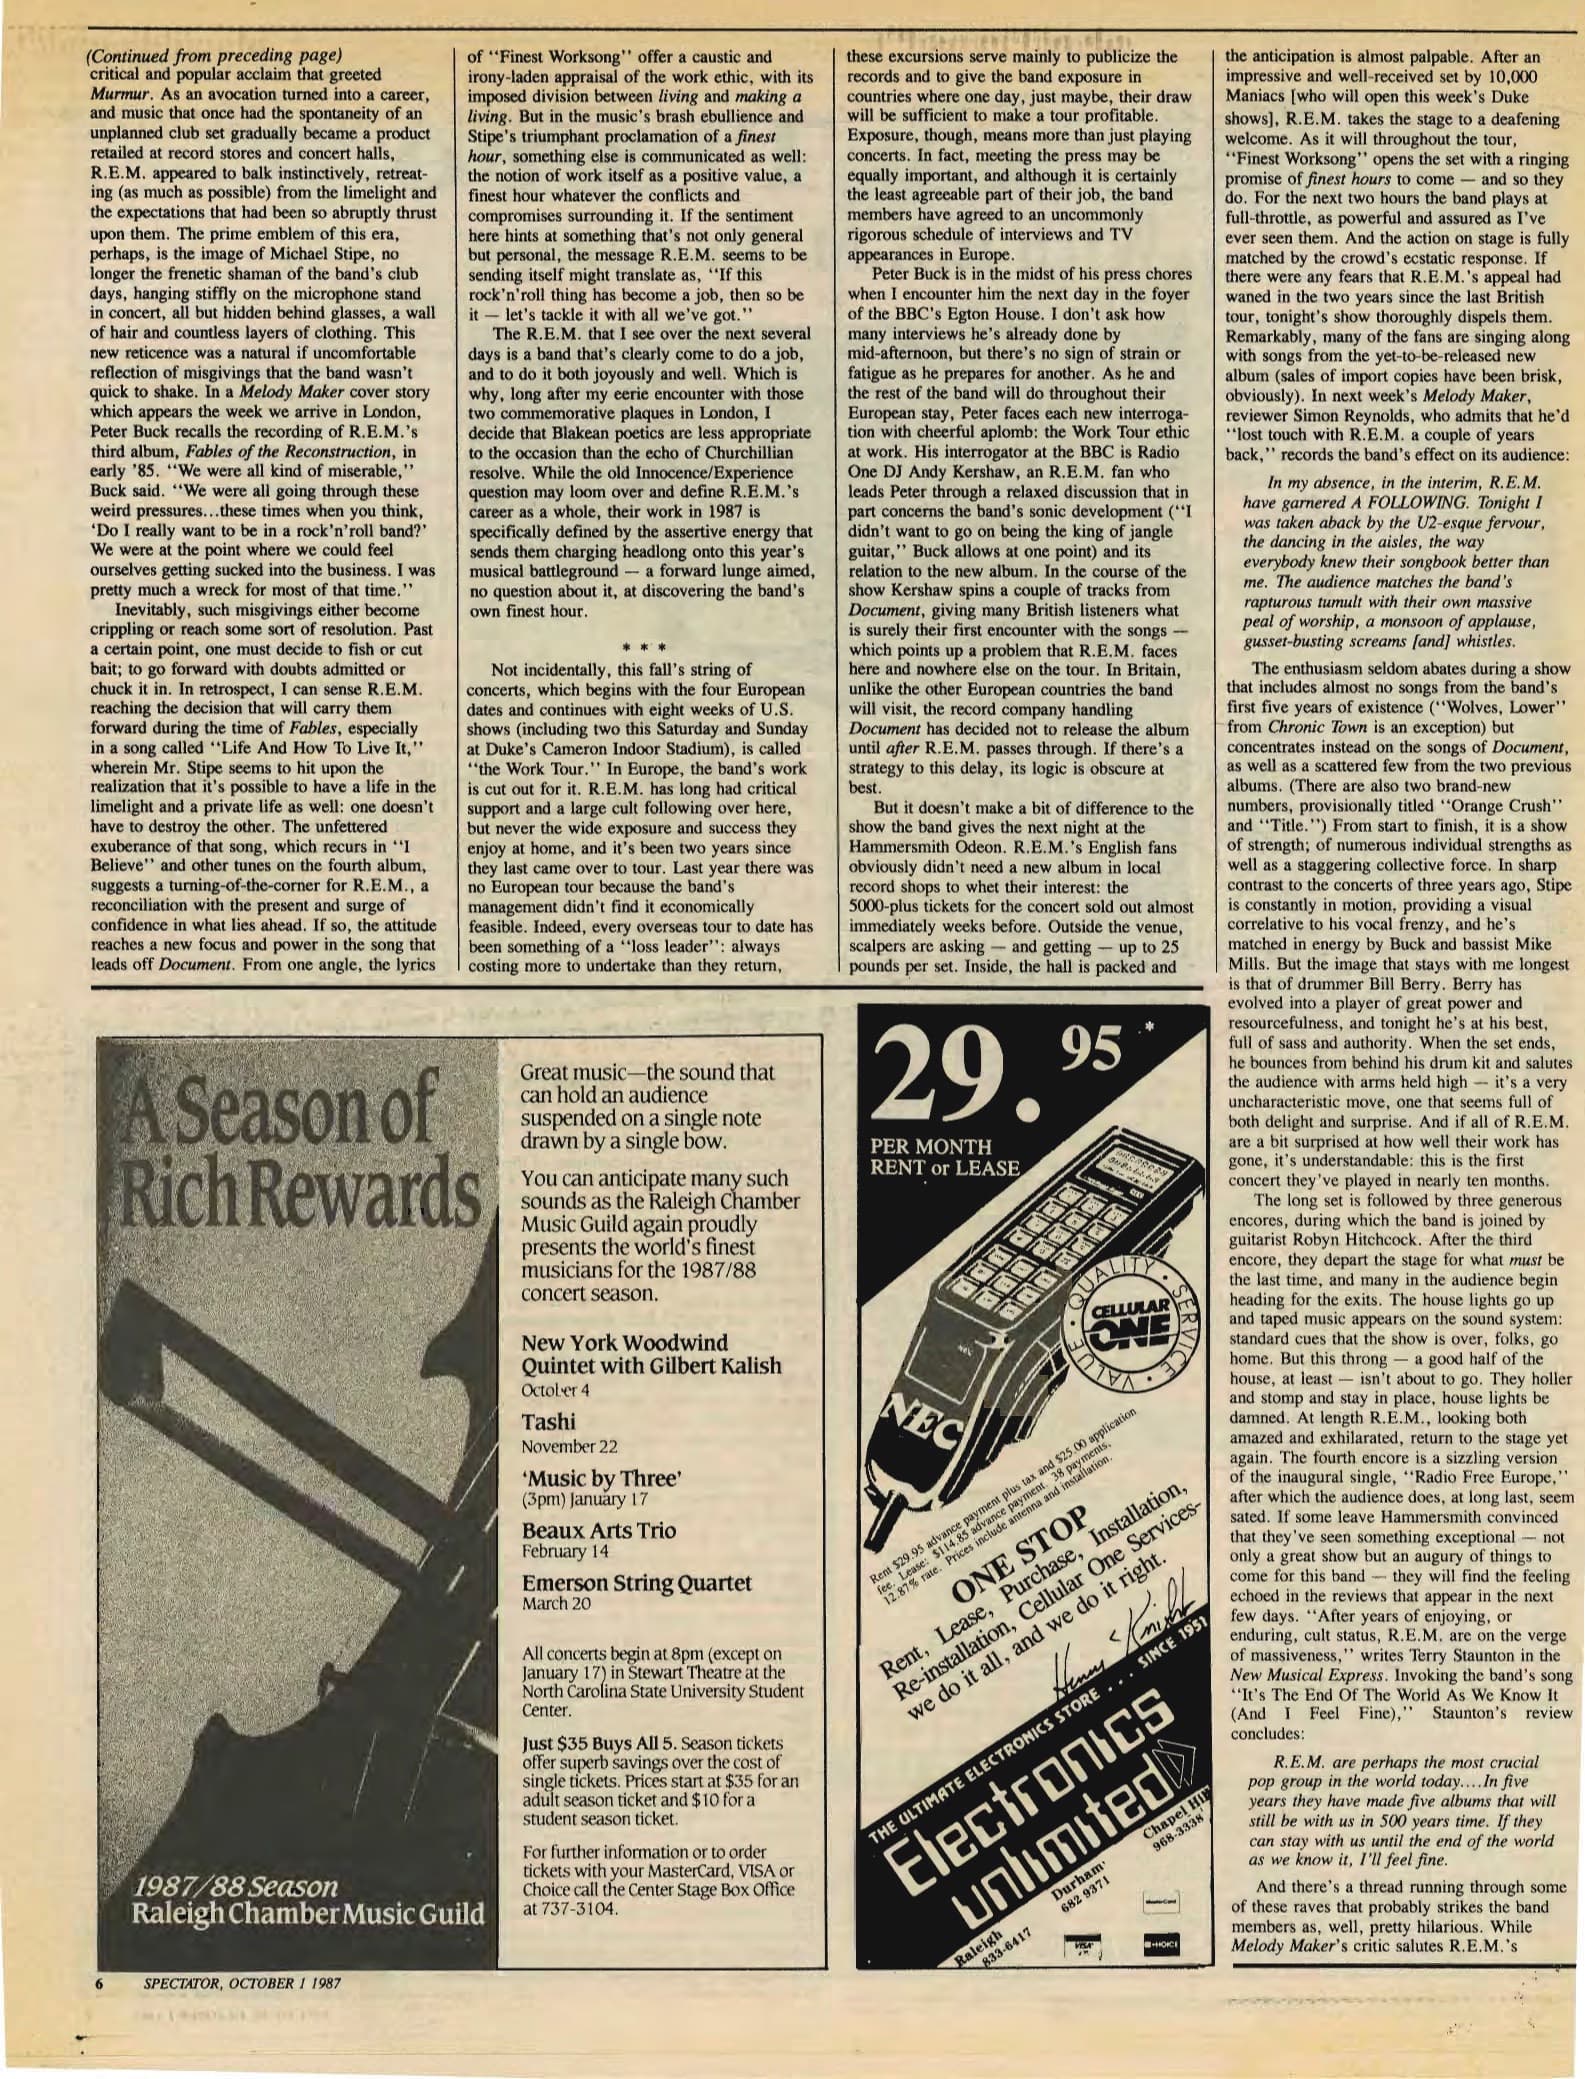 (Continued from preceding page)
critical and popular acclaim that greeted
Murmur. As an avocation turned into a career,
and music that once had the spontaneity of an
unplanned club set gradually became a product
retailed at record stores and concert halls,
R.E.M. appeared to balk instinctively, retreat-
ing (as much as possible) from the limelight and
the expectations that had been so abruptly thrust
upon them. The prime emblem of this era,
perhaps, is the image of Michael Stipe, no
longer the frenetic shaman of the band's club
days, hanging stiffly on the microphone stand
in concert, all but hidden behind glasses, a wall
of hair and countless layers of clothing. This
new reticence was a natural if uncomfortable
reflection of misgivings that the band wasn't
quick to shake. In a Melody Maker cover story
which appears the week we arrive in London,
Peter Buck recalls the recording of R.E.M.'s
third album, Fables of the Reconstruction, in
early '85. "We were all kind of miserable,"
Buck said. "We were all going through these
weird pressures...these times when you think,
'Do I really want to be in a rock'n'roll band?'
We were at the point where we could feel
ourselves getting sucked into the business. I was
pretty much a wreck for most of that time."
Inevitably, such misgivings either become
crippling or reach some sort of resolution. Past
a certain point, one must decide to fish or cut
bait; to go forward with doubts admitted or
chuck it in. In retrospect, I can sense R.E.M.
reaching the decision that will carry them
forward during the time of Fables, especially
in a song called "Life And How To Live It,"
wherein Mr. Stipe seems to hit upon the
realization that it's possible to have a life in the
limelight and a private life as well: one doesn't
have to destroy the other. The unfettered
exuberance of that song, which recurs in "I
Believe" and other tunes on the fourth album,
suggests a turning-of-the-corner for R.E.M., a
reconciliation with the present and surge of
confidence in what lies ahead. If so, the attitude
reaches a new focus and power in the song that
leads off Document. From one angle, the lyrics
of "Finest Worksong" offer a caustic and
irony-laden appraisal of the work ethic, with its
imposed division between living and making a
living. But in the music's brash ebullience and
Stipe's triumphant proclamation of a finest
hour, something else is communicated as well:
the notion of work itself as a positive value, a
finest hour whatever the conflicts and
compromises surrounding it. If the sentiment
here hints at something that's not only general
but personal, the message R.E.M. seems to be
sending itself might translate as, "If this
rock'n'roll thing has become a job, then so be
it — let's tackle it with all we've got."
The R.E.M. that I see over the next several
days is a band that's clearly come to do a job,
and to do it both joyously and well. Which is
why, long after my eerie encounter with those
two commemorative plaques in London, I
decide that Blakean poetics are less appropriate
to the occasion than the echo of Churchillian
resolve. While the old Innocence/Experience
question may loom over and define R.E.M.'s
career as a whole, their work in 1987 is
specifically defined by the assertive energy that
sends them charging headlong onto this year's
musical battleground — a forward lunge aimed,
no question about it, at discovering the band's
own finest hour.
* * *
Not incidentally, this fall's string of
concerts, which begins with the four European
dates and continues with eight weeks of U.S.
shows (including two this Saturday and Sunday
at Duke's Cameron Indoor Stadium), is called
"the Work Tour." In Europe, the band's work
is cut out for it. R.E.M. has long had critical
support and a large cult following over here,
but never the wide exposure and success they
enjoy at home, and it's been two years since
they last came over to tour. Last year there was
no European tour because the band's
management didn't find it economically
feasible. Indeed, every overseas tour to date has
been something of a "loss leader": always
costing more to undertake than they return,
these excursions serve mainly to publicize the
records and to give the band exposure in
countries where one day, just maybe, their draw
will be sufficient to make a tour profitable.
Exposure, though, means more than just playing
concerts. In fact, meeting the press may be
equally important, and although it is certainly
the least agreeable part of their job, the band
members have agreed to an uncommonly
rigorous schedule of interviews and TV
appearances in Europe.
Peter Buck is in the midst of his press chores
when I encounter him the next day in the foyer
of the BBC's Egton House. I don't ask how
many interviews he's already done by
mid-afternoon, but there's no sign of strain or
fatigue as he prepares for another. As he and
the rest of the band will do throughout their
European stay, Peter faces each new interroga-
tion with cheerful aplomb: the Work Tour ethic
at work. His interrogator at the BBC is Radio
One DJ Andy Kershaw, an R.E.M. fan who
leads Peter through a relaxed discussion that in
part concerns the band's sonic development ("I
didn't want to go on being the king of jangle
guitar," Buck allows at one point) and its
relation to the new album. In the course of the
show Kershaw spins a couple of tracks from
Document, giving many British listeners what
is surely their first encounter with the songs —
which points up a problem that R.E.M. faces
here and nowhere else on the tour. In Britain,
unlike the other European countries the band
will visit, the record company handling
Document has decided not to release the album
until after R.E.M. passes through. If there's a
strategy to this delay, its logic is obscure at
best.
But it doesn't make a bit of difference to the
show the band gives the next night at the
Hammersmith Odeon. R.E.M.'s English fans
obviously didn't need a new album in local
record shops to whet their interest: the
5000-plus tickets for the concert sold out almost
immediately weeks before. Outside the venue,
scalpers are asking — and getting — up to 25
pounds per set. Inside, the hall is packed and
the anticipation is almost palpable. After an
impressive and well-received set by 10,000
Maniacs [who will open this week's Duke
shows], R.E.M. takes the stage to a deafening
welcome. As it will throughout the tour,
"Finest Worksong" opens the set with a ringing
promise of finest hours to come — and so they
do. For the next two hours the band plays at
full-throttle, as powerful and assured as I've
ever seen them. And the action on stage is fully
matched by the crowd's ecstatic response. If
there were any fears that R.E.M.'s appeal had
waned in the two years since the last British
tour, tonight's show thoroughly dispels them.
Remarkably, many of the fans are singing along
with songs from the yet-to-be-released new
album (sales of import copies have been brisk,
obviously). In next week's Melody Maker,
reviewer Simon Reynolds, who admits that he'd
"lost touch with R.E.M. a couple of years
back," records the band's effect on its audience:
In my absence, in the interim, R.E.M.
have garnered A FOLLOWING. Tonight I
was taken aback by the U2-esque fervour,
the dancing in the aisles, the way
everybody knew their songbook better than
me. The audience matches the band's
rapturous tumult with their own massive
peal of worship, a monsoon of applause,
gusset-busting screams [and] whistles.
The enthusiasm seldom abates during a show
that includes almost no songs from the band's
first five years of existence ("Wolves, Lower"
from Chronic Town is an exception) but
concentrates instead on the songs of Document,
as well as a scattered few from the two previous
albums. (There are also two brand-new
numbers, provisionally titled "Orange Crush"
and "Title.") From start to finish, it is a show
of strength; of numerous individual strengths as
well as a staggering collective force. In sharp
contrast to the concerts of three years ago, Stipe
is constantly in motion, providing a visual
correlative to his vocal frenzy, and he's
matched in energy by Buck and bassist Mike
Mills. But the image that stays with me longest
is that of drummer Bill Berry. Berry has
evolved into a player of great power and
resourcefulness, and tonight he's at his best,
full of sass and authority. When the set ends,
he bounces from behind his drum kit and salutes
the audience with arms held high — it's a very
uncharacteristic move, one that seems full of
both delight and surprise. And if all of R.E.M.
are a bit surprised at how well their work has
gone, it's understandable: this is the first
concert they've played in nearly ten months.
The long set is followed by three generous
encores, during which the band is joined by
guitarist Robyn Hitchcock. After the third
encore, they depart the stage for what must be
the last time, and many in the audience begin
heading for the exits. The house lights go up
and taped music appears on the sound system:
standard cues that the show is over, folks, go
home. But this throng — a good half of the
house, at least — isn't about to go. They holler
and stomp and stay in place, house lights be
damned. At length R.E.M., looking both
amazed and exhilarated, return to the stage yet
again. The fourth encore is a sizzling version
of the inaugural single, "Radio Free Europe,"
after which the audience does, at long last, seem
sated. If some leave Hammersmith convinced
that they've seen something exceptional — not
only a great show but an augury of things to
come for this band — they will find the feeling
echoed in the reviews that appear in the next
few days. "After years of enjoying, or
enduring, cult status, R.E.M. are on the verge
of massiveness," writes Terry Staunton in the
New Musical Express. Invoking the band's song
"It's The End Of The World As We Know It
(And I Feel Fine)," Staunton's review
concludes:
R.E.M. are perhaps the most crucial
pop group in the world today....In five
years they have made five albums that will
still be with us in 500 years time. If they
can stay with us until the end of the world
as we know it, I'll feel fine.
And there's a thread running through some
of these raves that probably strikes the band
members as, well, pretty hilarious. While
Melody Maker's critic salutes R.E.M.'s
A Season of
Rich Rewards
1987/88 Season
Raleigh Chamber Music Guild
Great music—the sound that
can hold an audience
suspended on a single note
drawn by a single bow.
You can anticipate many such
sounds as the Raleigh Chamber
Music Guild again proudly
presents the world's finest
musicians for the 1987/88
concert season.
New York Woodwind
Quintet with Gilbert Kalish
October 4
Tashi
November 22
'Music by Three'
(3pm) January 17
Beaux Arts Trio
February 14
Emerson String Quartet
March 20
All concerts begin at 8pm (except on
January 17) in Stewart Theatre at the
North Carolina State University Student
Center.
Just $35 Buys All 5. Season tickets
offer superb savings over the cost of
single tickets. Prices start at $35 for an
adult season ticket and $10 for a
student season ticket.
For further information or to order
tickets with your MasterCard, VISA or
Choice call the Center Stage Box Office
at 737-3104.
29.95*
PER MONTH
RENT or LEASE
QUALITY · SERVICE · VALUE ·
CELLULAR
ONE
NEC
Rent $29.95 advance payment plus tax and $25.00 application
fee. Lease: $114.85 advance payment. 38 payments.
12.87% rate. Prices include antenna and installation.
ONE STOP
Rent, Lease, Purchase, Installation,
Re-installation, Cellular One Services-
we do it all, and we do it right.
Henry Knight
THE ULTIMATE ELECTRONICS STORE . . . . SINCE 1951
Electronics
unlimited
Chapel Hill
968-3338
Durham
682 9371
Raleigh
833-6417
MasterCard
VISA
CHOICE
6 SPECTATOR, OCTOBER 1 1987